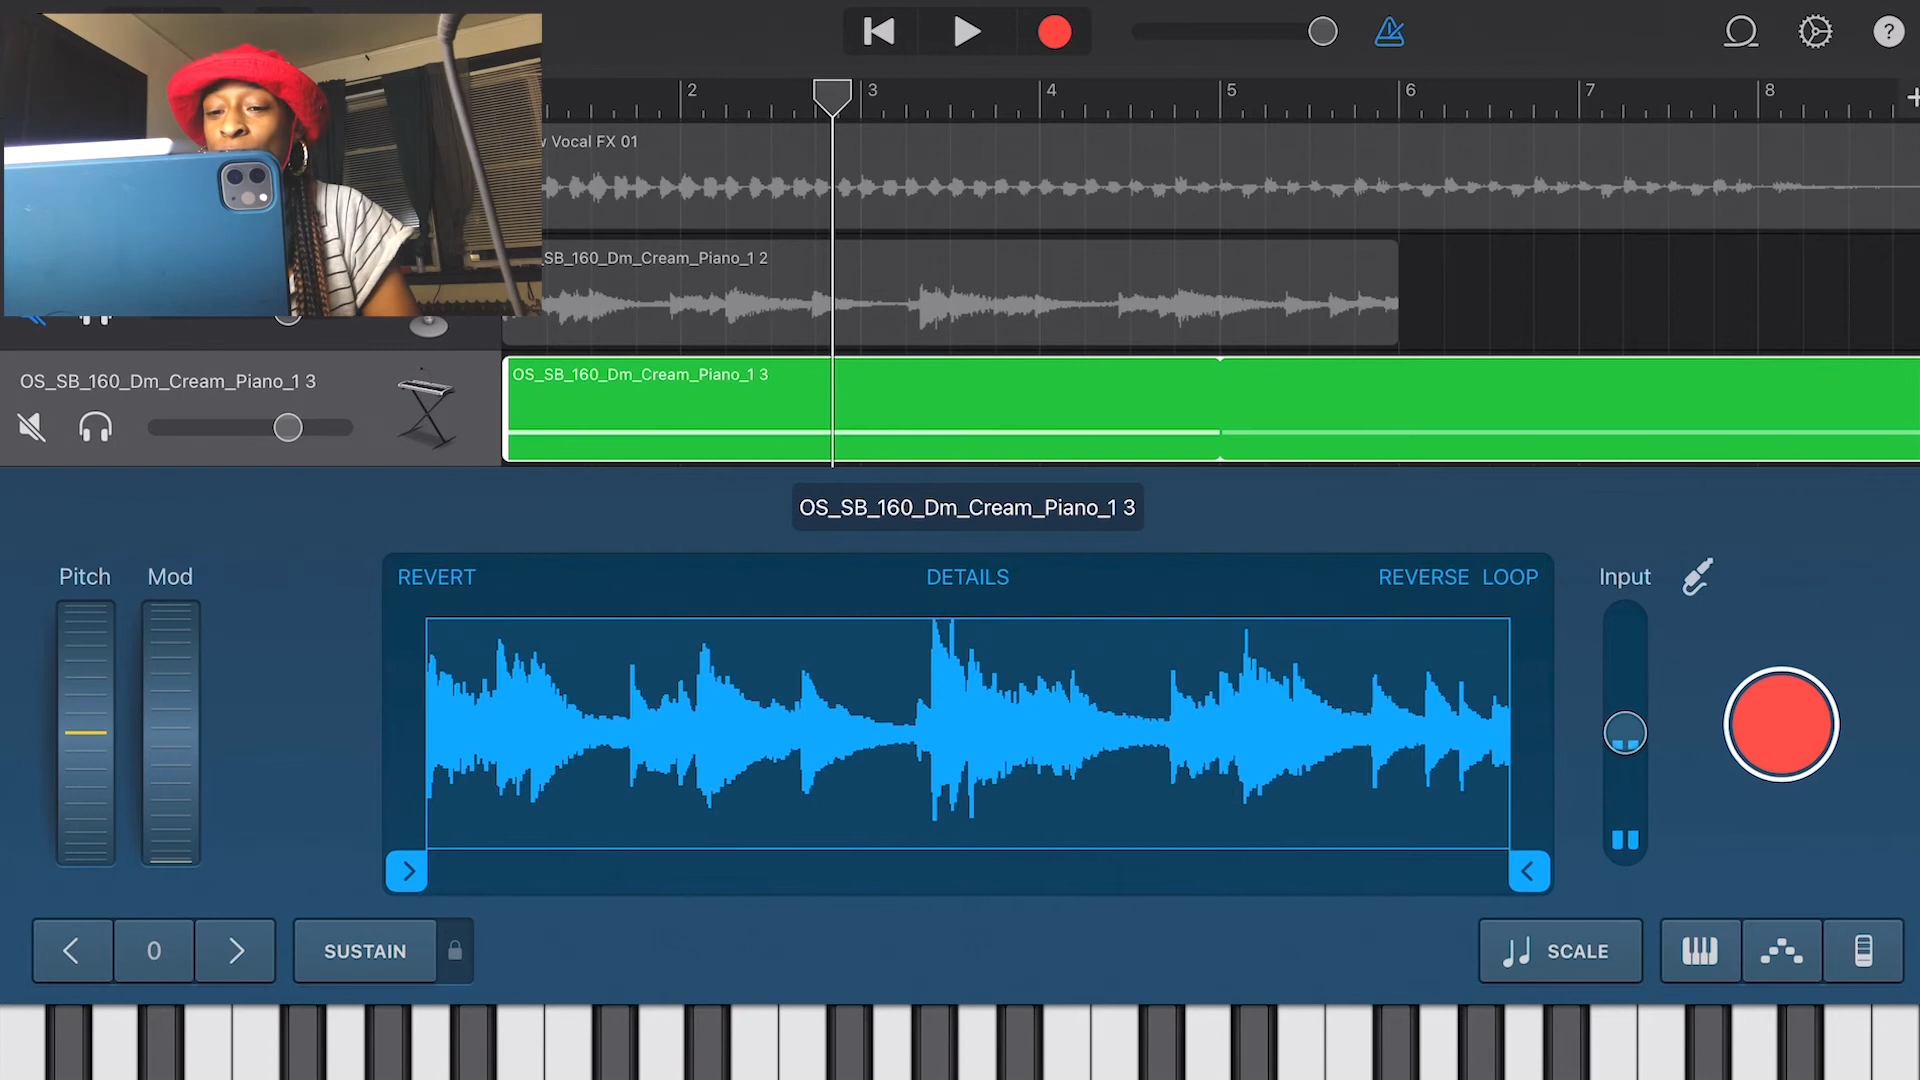 2
3
4
5
6
7
8
?
Vocal FX 01
SB_160_Dm_Cream_Piano_1 2
OS_SB_160_Dm_Cream_Piano_1 3
OS_SB_160_Dm_Cream_Piano_1 3
OS_SB_160_Dm_Cream_Piano_1 3
Pitch
Mod
REVERT
DETAILS
REVERSE
LOOP
Input
0
SUSTAIN
SCALE